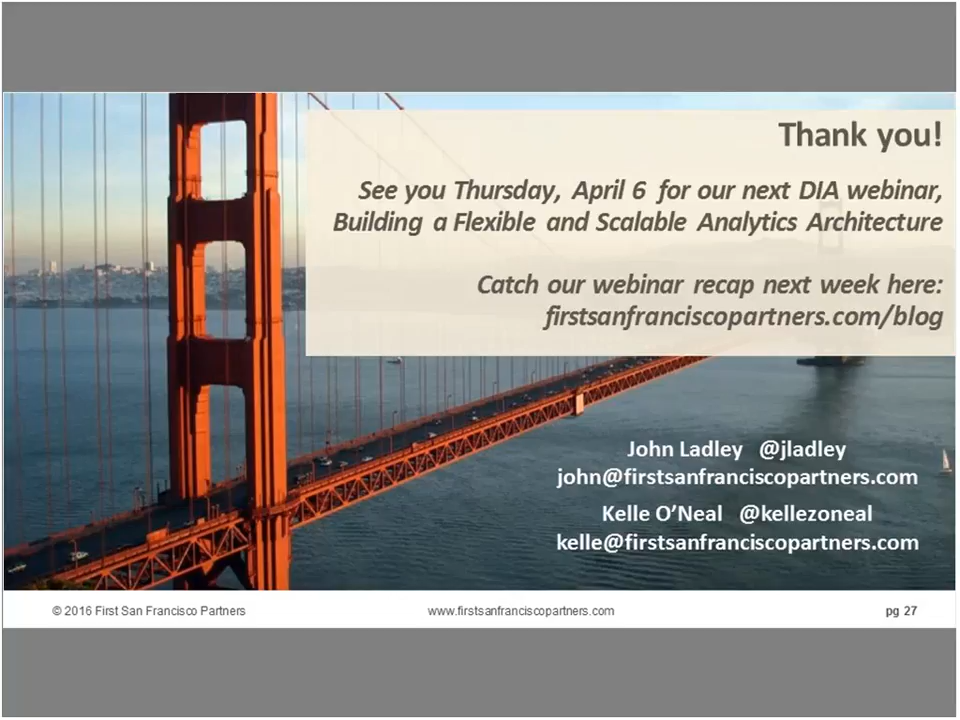 Thank you!
See you Thursday, April 6 for our next DIA webinar,
Building a Flexible and Scalable Analytics Architecture
Catch our webinar recap next week here:
firstsanfranciscopartners.com/blog
John Ladley @jladley
john@firstsanfranciscopartners.com
Kelle O’Neal @kellezoneal
kelle@firstsanfranciscopartners.com
© 2016 First San Francisco Partners www.firstsanfranciscopartners.com pg 27